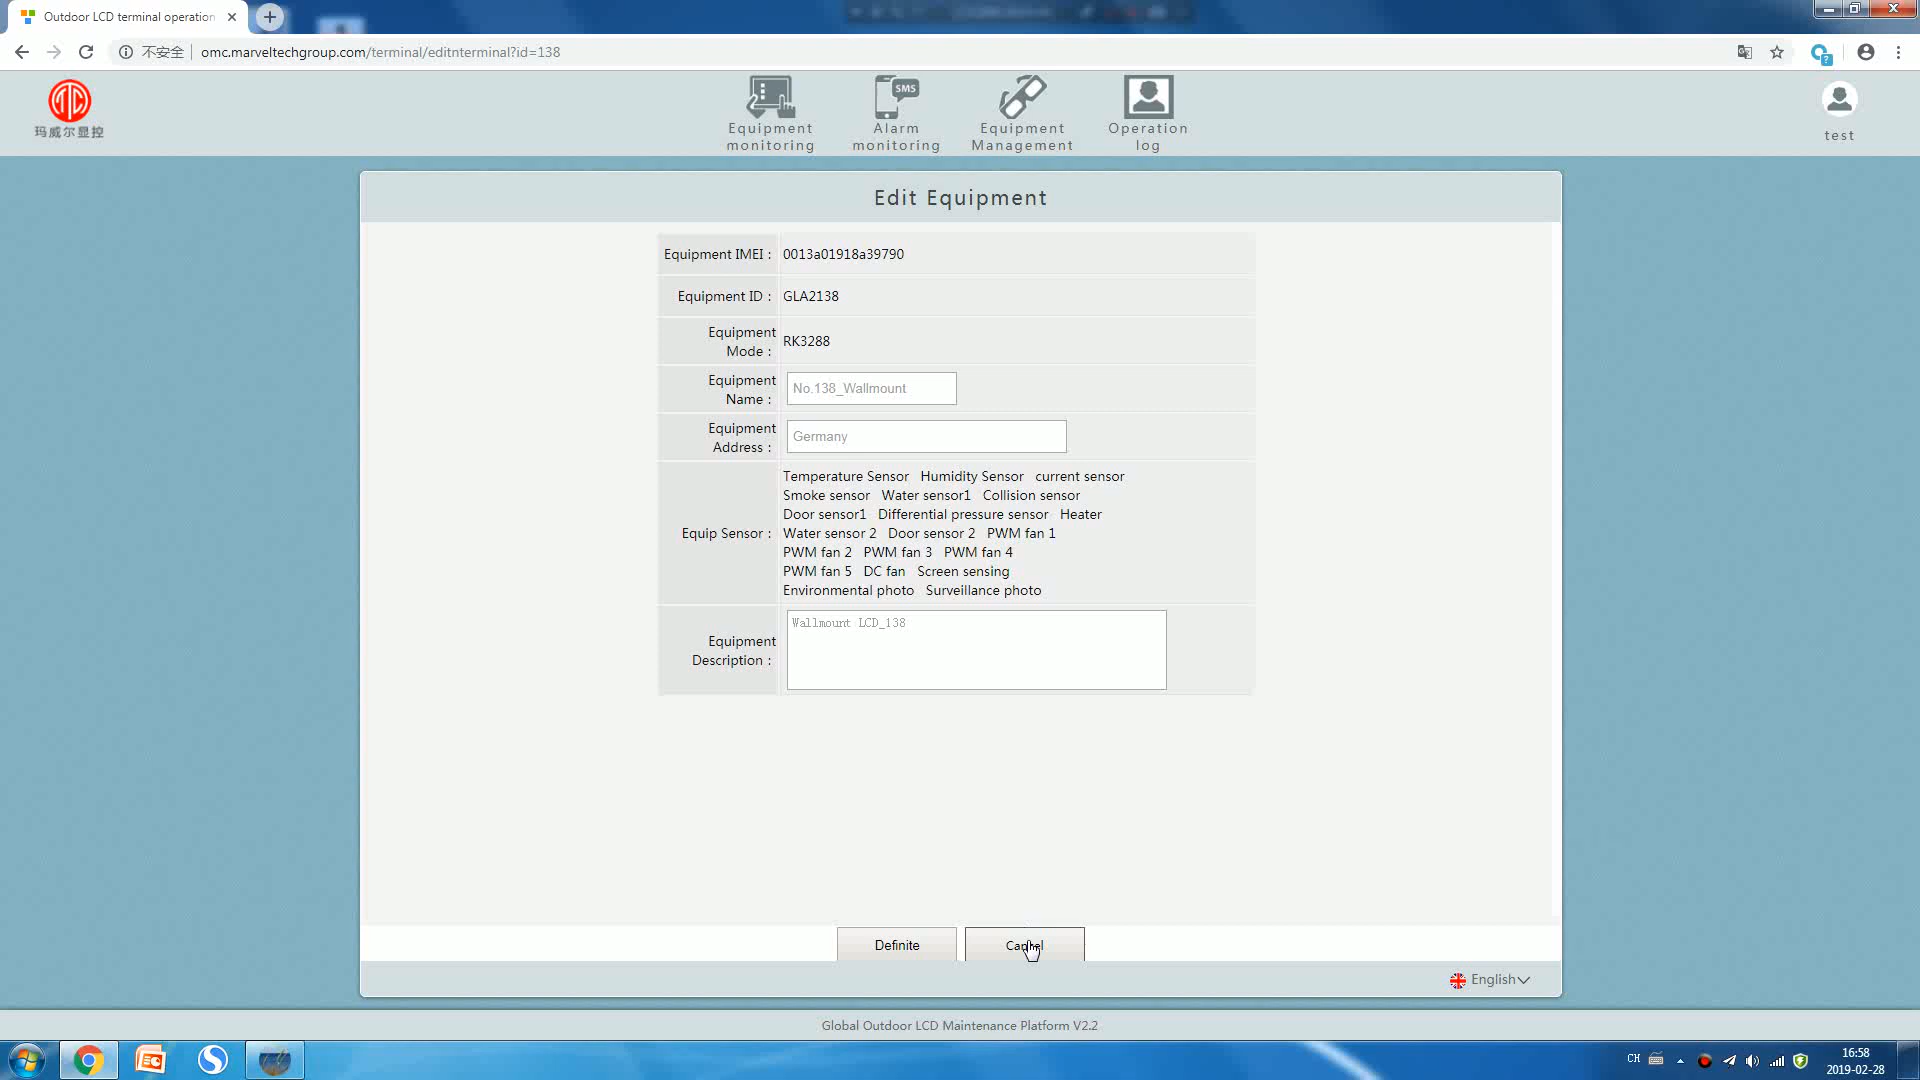 Outdoor LCD terminal operation
不安全
omc.marveltechgroup.com/terminal/editnterminal?id=138
玛威尔显控
Equipment
monitoring
SMS
Alarm
monitoring
Equipment
Management
Operation
log
test
Edit Equipment
Equipment IMEI : 0013a01918a39790
Equipment ID : GLA2138
Equipment
Mode : RK3288
Equipment
Name : No.138_Wallmount
Equipment
Address : Germany
Equip Sensor :
Temperature Sensor Humidity Sensor current sensor
Smoke sensor Water sensor1 Collision sensor
Door sensor1 Differential pressure sensor Heater
Water sensor 2 Door sensor 2 PWM fan 1
PWM fan 2 PWM fan 3 PWM fan 4
PWM fan 5 DC fan Screen sensing
Environmental photo Surveillance photo
Equipment
Description :
Wallmount LCD_138
Definite Cancel
English
Global Outdoor LCD Maintenance Platform V2.2
CH
16:58
2019-02-28